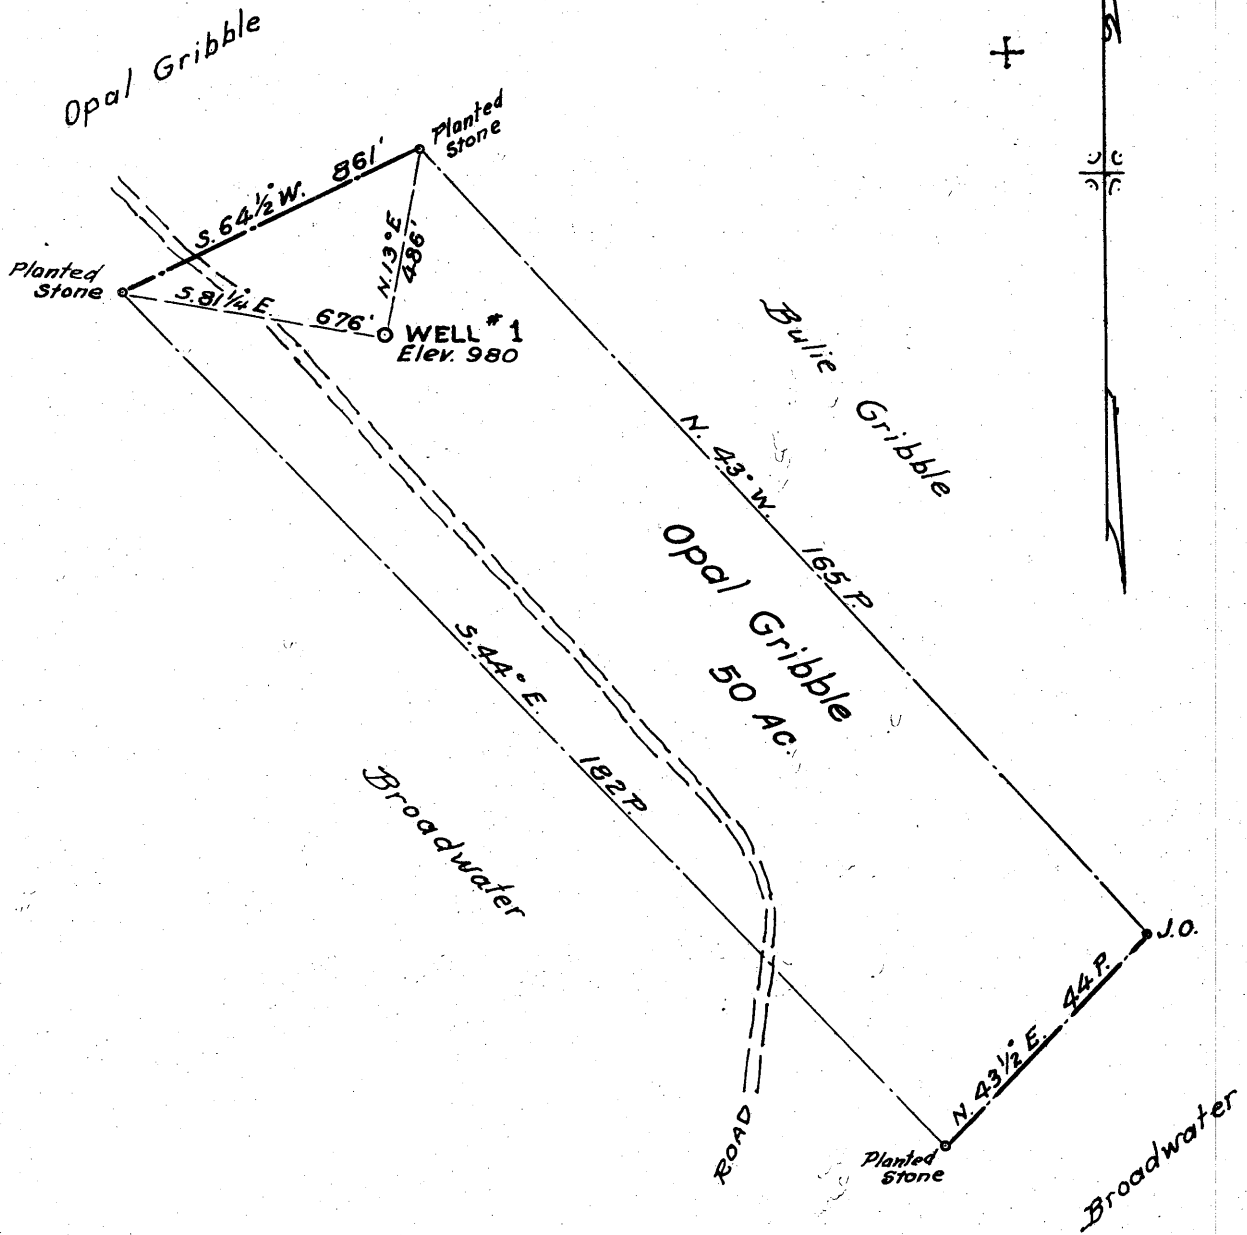 Opal Gribble
Planted
Stone
S. 64½° W. 861'
N. 13° E
486'
Planted
Stone
S. 81¼° E. 676'
WELL #1
Elev. 980
Bulie Gribble
N. 43° W. 165 P.
Opal Gribble
50 Ac.
S. 44° E. 182 P.
Broadwater
J.O.
N. 43½° E. 44 P.
ROAD
Planted
Stone
Broadwater